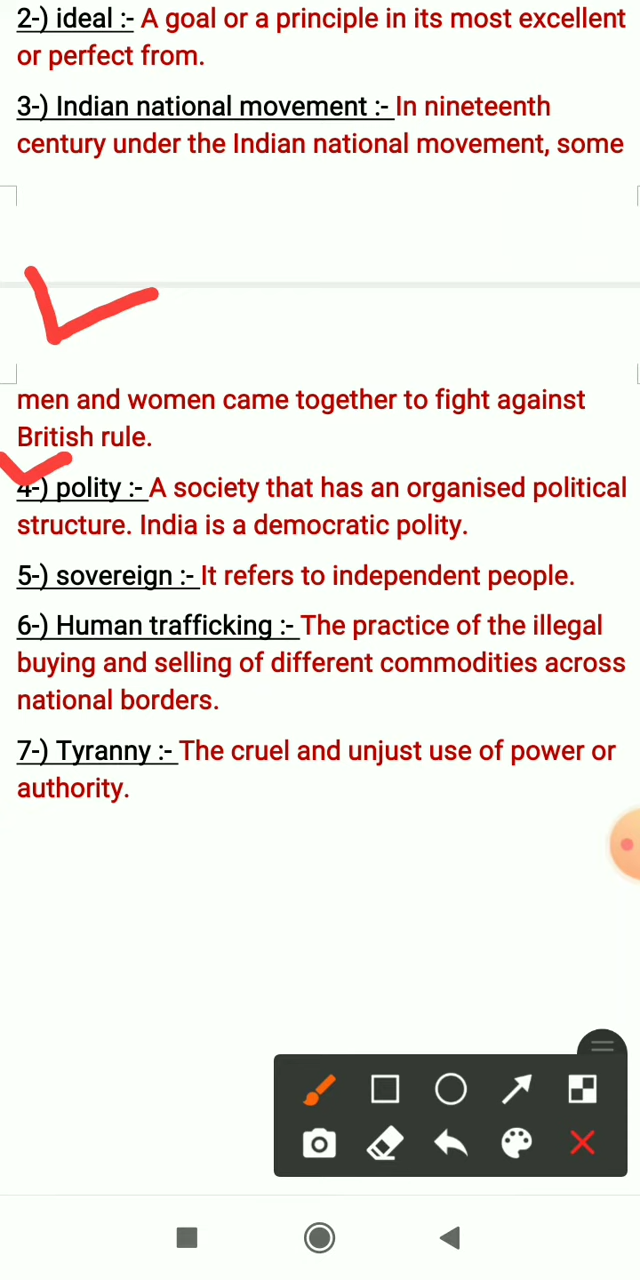 2-) ideal :- A goal or a principle in its most excellent
or perfect from.
3-) Indian national movement :- In nineteenth
century under the Indian national movement, some
men and women came together to fight against
British rule.
4-) polity :- A society that has an organised political
structure. India is a democratic polity.
5-) sovereign :- It refers to independent people.
6-) Human trafficking :- The practice of the illegal
buying and selling of different commodities across
national borders.
7-) Tyranny :- The cruel and unjust use of power or
authority.